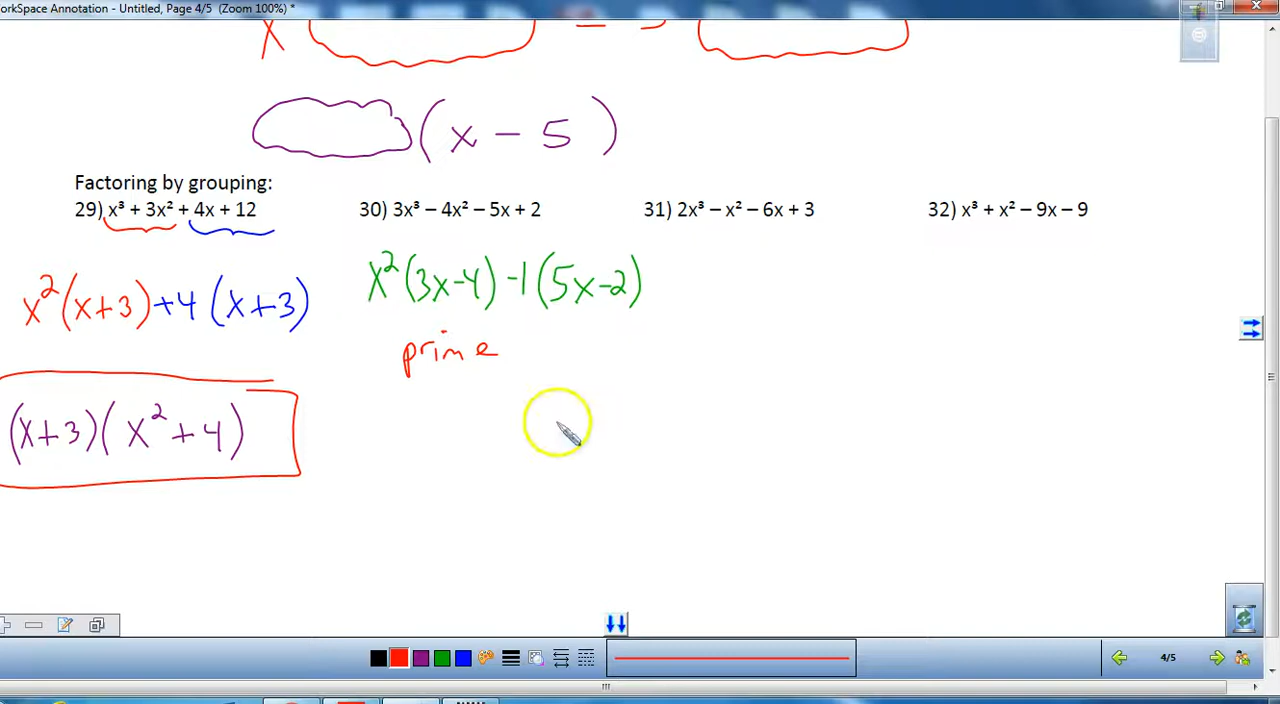 orkSpace Annotation - Untitled, Page 4/5 (Zoom 100%) *
x = 5
(x - 5)
Factoring by grouping:
29) x³ + 3x² + 4x + 12 30) 3x³ – 4x² – 5x + 2 31) 2x³ – x² – 6x + 3 32) x³ + x² – 9x – 9
x²(x+3)+4(x+3) x²(3x-4)-1(5x-2)
prime
(x+3)(x²+4)
4/5